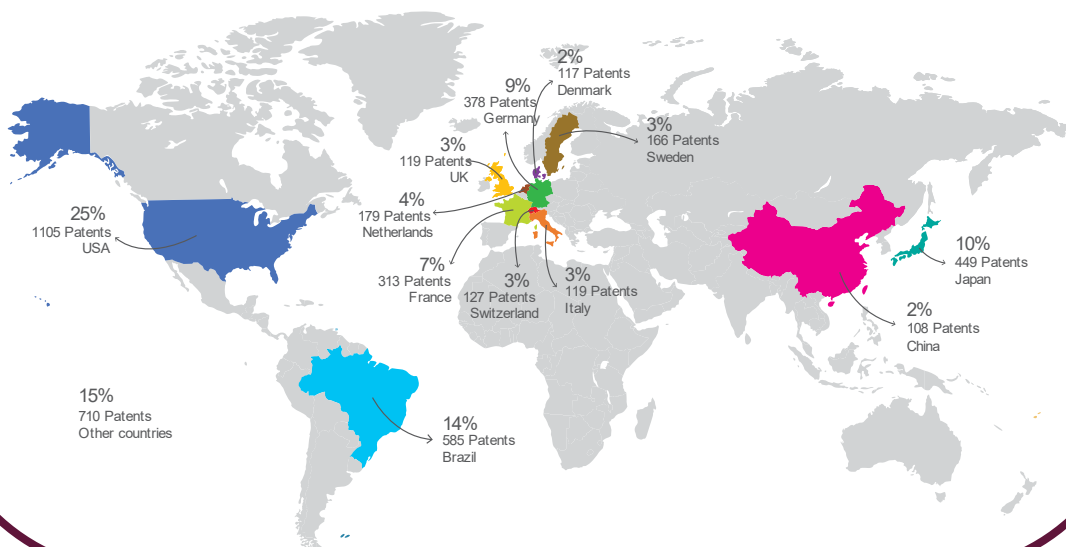 2%
117 Patents
Denmark
9%
378 Patents
Germany
3%
166 Patents
Sweden
3%
119 Patents
UK
4%
179 Patents
Netherlands
25%
1105 Patents
USA
7%
313 Patents
France
3%
127 Patents
Switzerland
3%
119 Patents
Italy
10%
449 Patents
Japan
2%
108 Patents
China
15%
710 Patents
Other countries
14%
585 Patents
Brazil